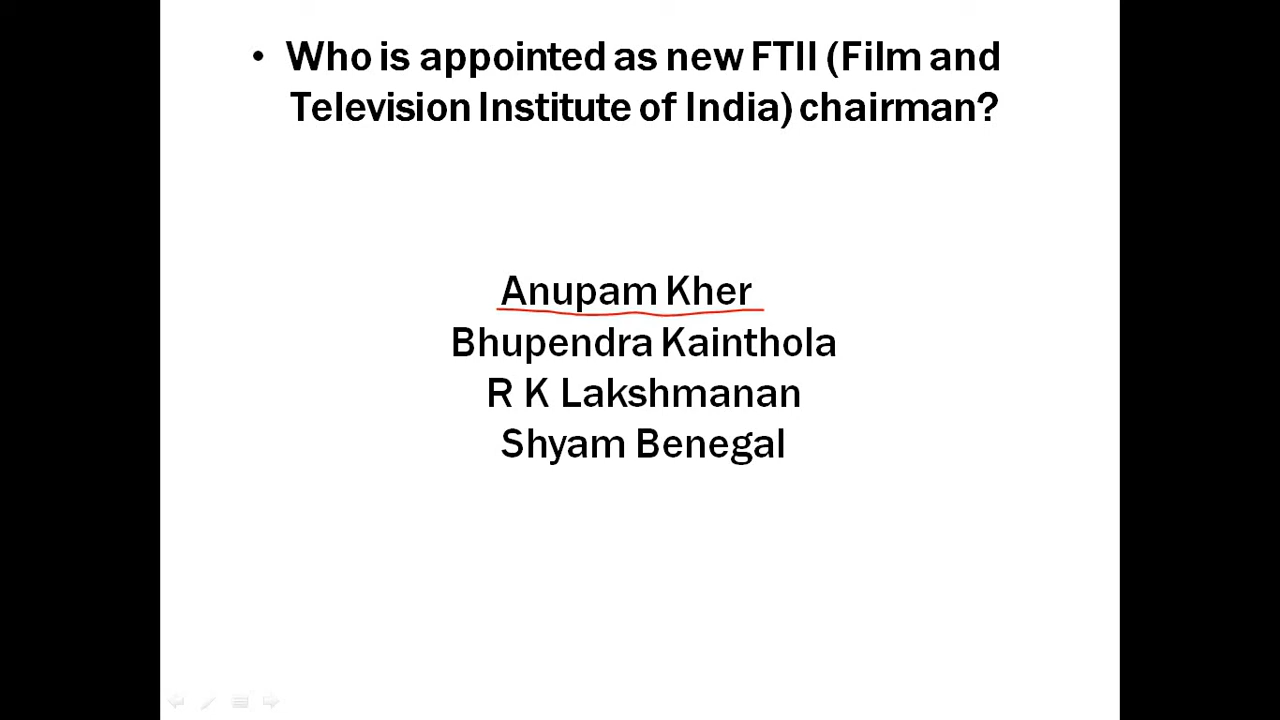 • Who is appointed as new FTII (Film and
Television Institute of India) chairman?
Anupam Kher
Bhupendra Kainthola
R K Lakshmanan
Shyam Benegal